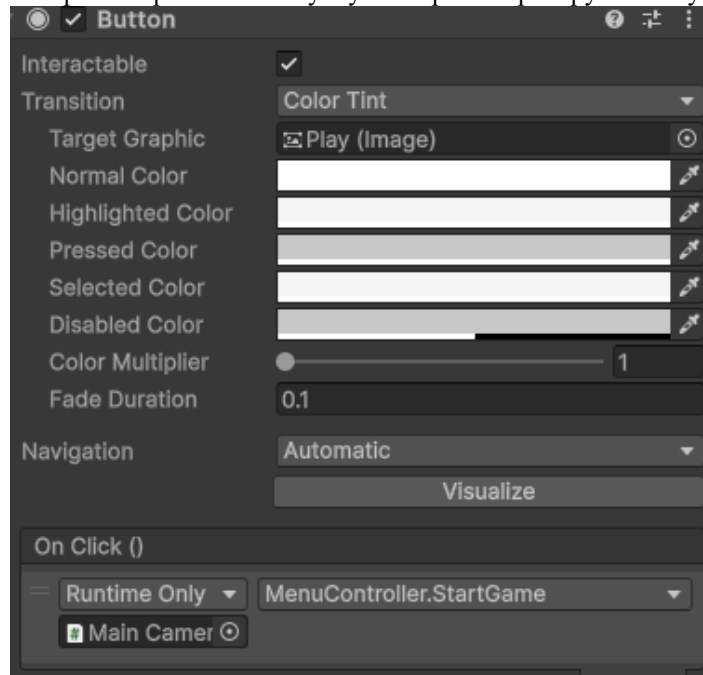 Button
Interactable
Transition Color Tint
Target Graphic Play (Image)
Normal Color
Highlighted Color
Pressed Color
Selected Color
Disabled Color
Color Multiplier 1
Fade Duration 0.1
Navigation Automatic
Visualize
On Click ()
Runtime Only MenuController.StartGame
# Main Camer